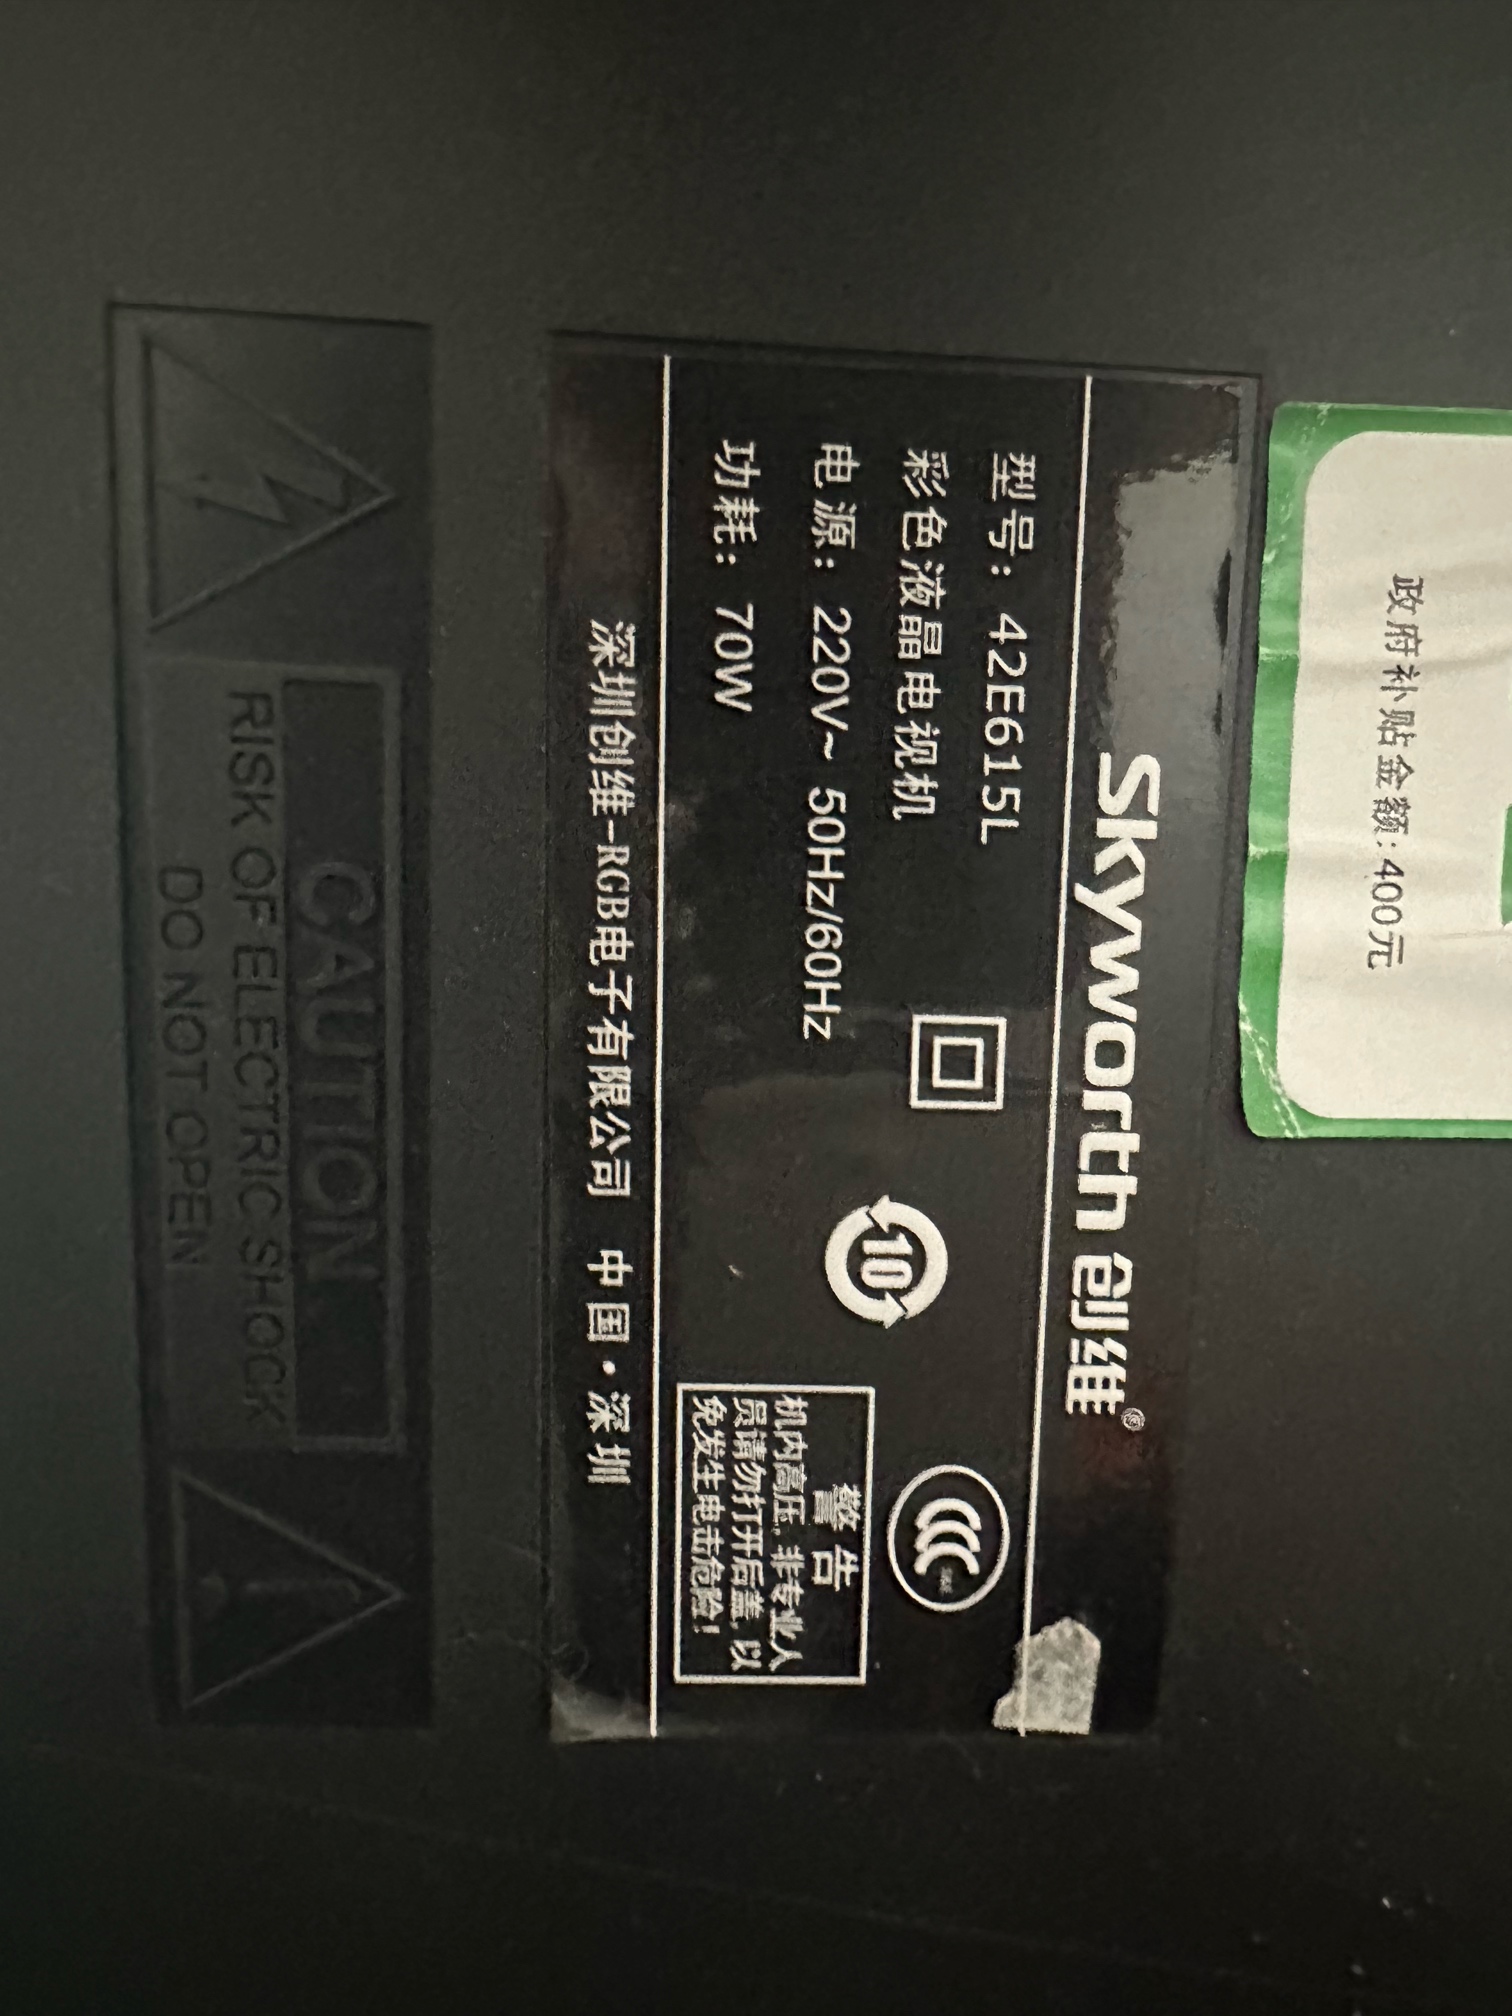 政府补贴金额:400元
Skyworth 创维®
型号: 42E615L
彩色液晶电视机
电源: 220V~ 50Hz/60Hz
功耗: 70W
10
警告
机内高压,非专业人
员请勿打开后盖,以
免发生电击危险!
深圳创维-RGB电子有限公司 中国·深圳
CAUTION
RISK OF ELECTRIC SHOCK
DO NOT OPEN